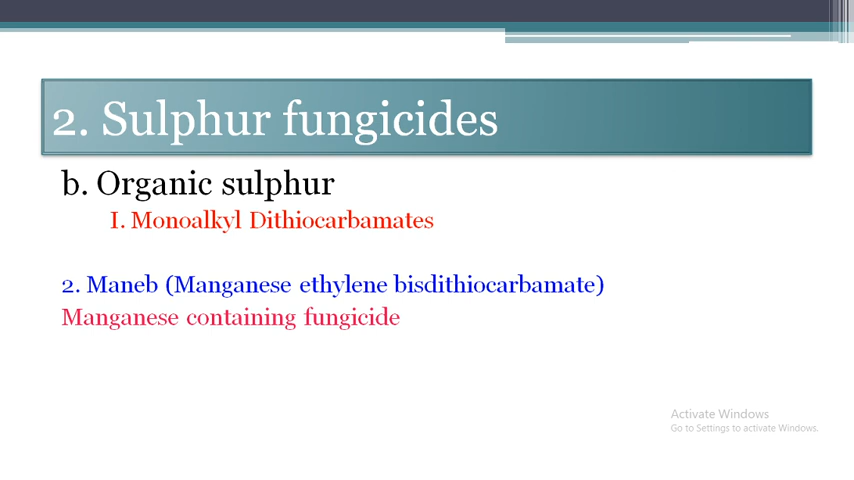 2. Sulphur fungicides
b. Organic sulphur
I. Monoalkyl Dithiocarbamates
2. Maneb (Manganese ethylene bisdithiocarbamate)
Manganese containing fungicide
Activate Windows
Go to Settings to activate Windows.